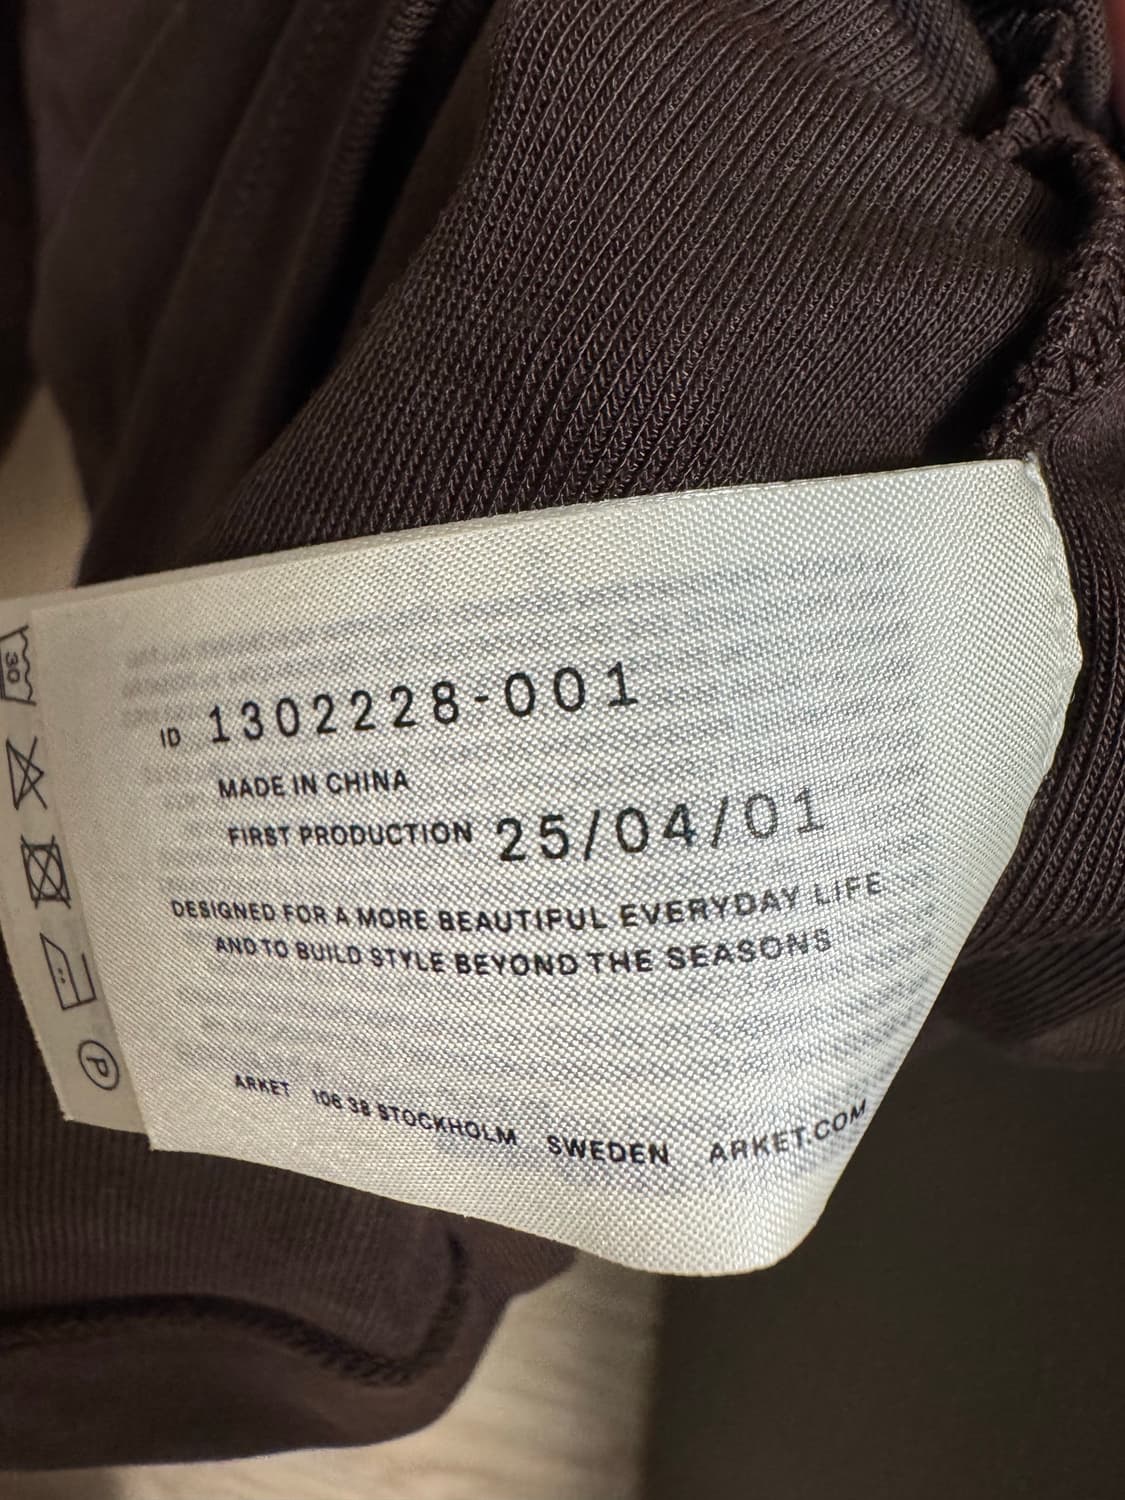 ID 1302228-001
MADE IN CHINA
FIRST PRODUCTION 25/04/01
DESIGNED FOR A MORE BEAUTIFUL EVERYDAY LIFE
AND TO BUILD STYLE BEYOND THE SEASONS
ARKET 106 38 STOCKHOLM SWEDEN ARKET.COM
30
P